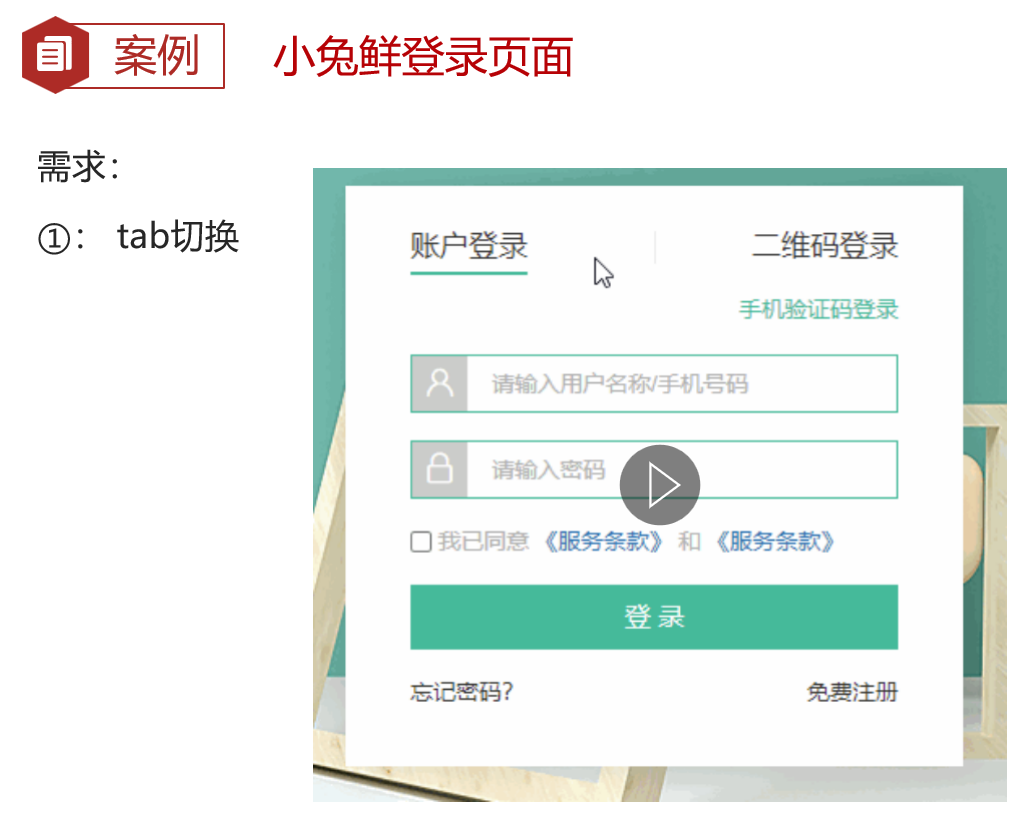 案例
小兔鲜登录页面
需求：
①： tab切换
账户登录
二维码登录
手机验证码登录
请输入用户名称/手机号码
请输入密码
我已同意 《服务条款》 和 《服务条款》
登 录
忘记密码?
免费注册